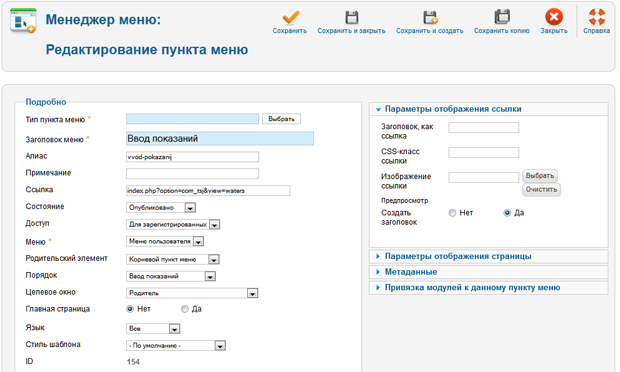 Менеджер меню:
Редактирование пункта меню
Сохранить
Сохранить и закрыть
Сохранить и создать
Сохранить копию
Закрыть
Справка
Подробно
Тип пункта меню * Выбрать
Заголовок меню * Ввод показаний
Алиас vvod-pokazanij
Примечание
Ссылка index.php?option=com_tsj&view=waters
Состояние Опубликовано
Доступ Для зарегистрированных
Меню * Меню пользователя
Родительский элемент Корневой пункт меню
Порядок Ввод показаний
Целевое окно Родитель
Главная страница Нет Да
Язык Все
Стиль шаблона - По умолчанию -
ID 154
Параметры отображения ссылки
Заголовок, как
ссылка
CSS-класс
ссылки
Изображение Выбрать
ссылки Очистить
Предпросмотр
Создать Нет Да
заголовок
Параметры отображения страницы
Метаданные
Привязка модулей к данному пункту меню